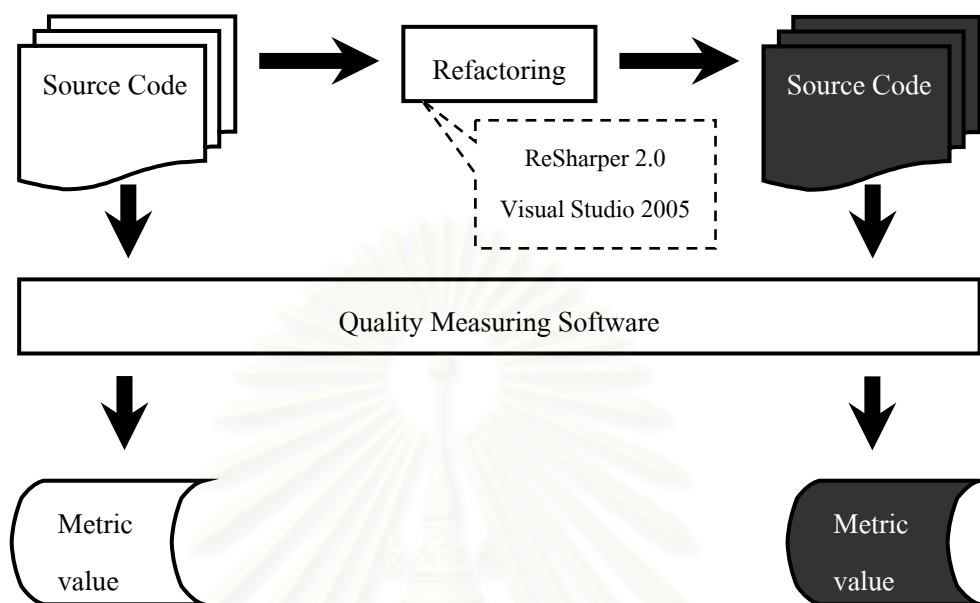 Source Code
Refactoring
Source Code
ReSharper 2.0
Visual Studio 2005
Quality Measuring Software
Metric
value
Metric
value